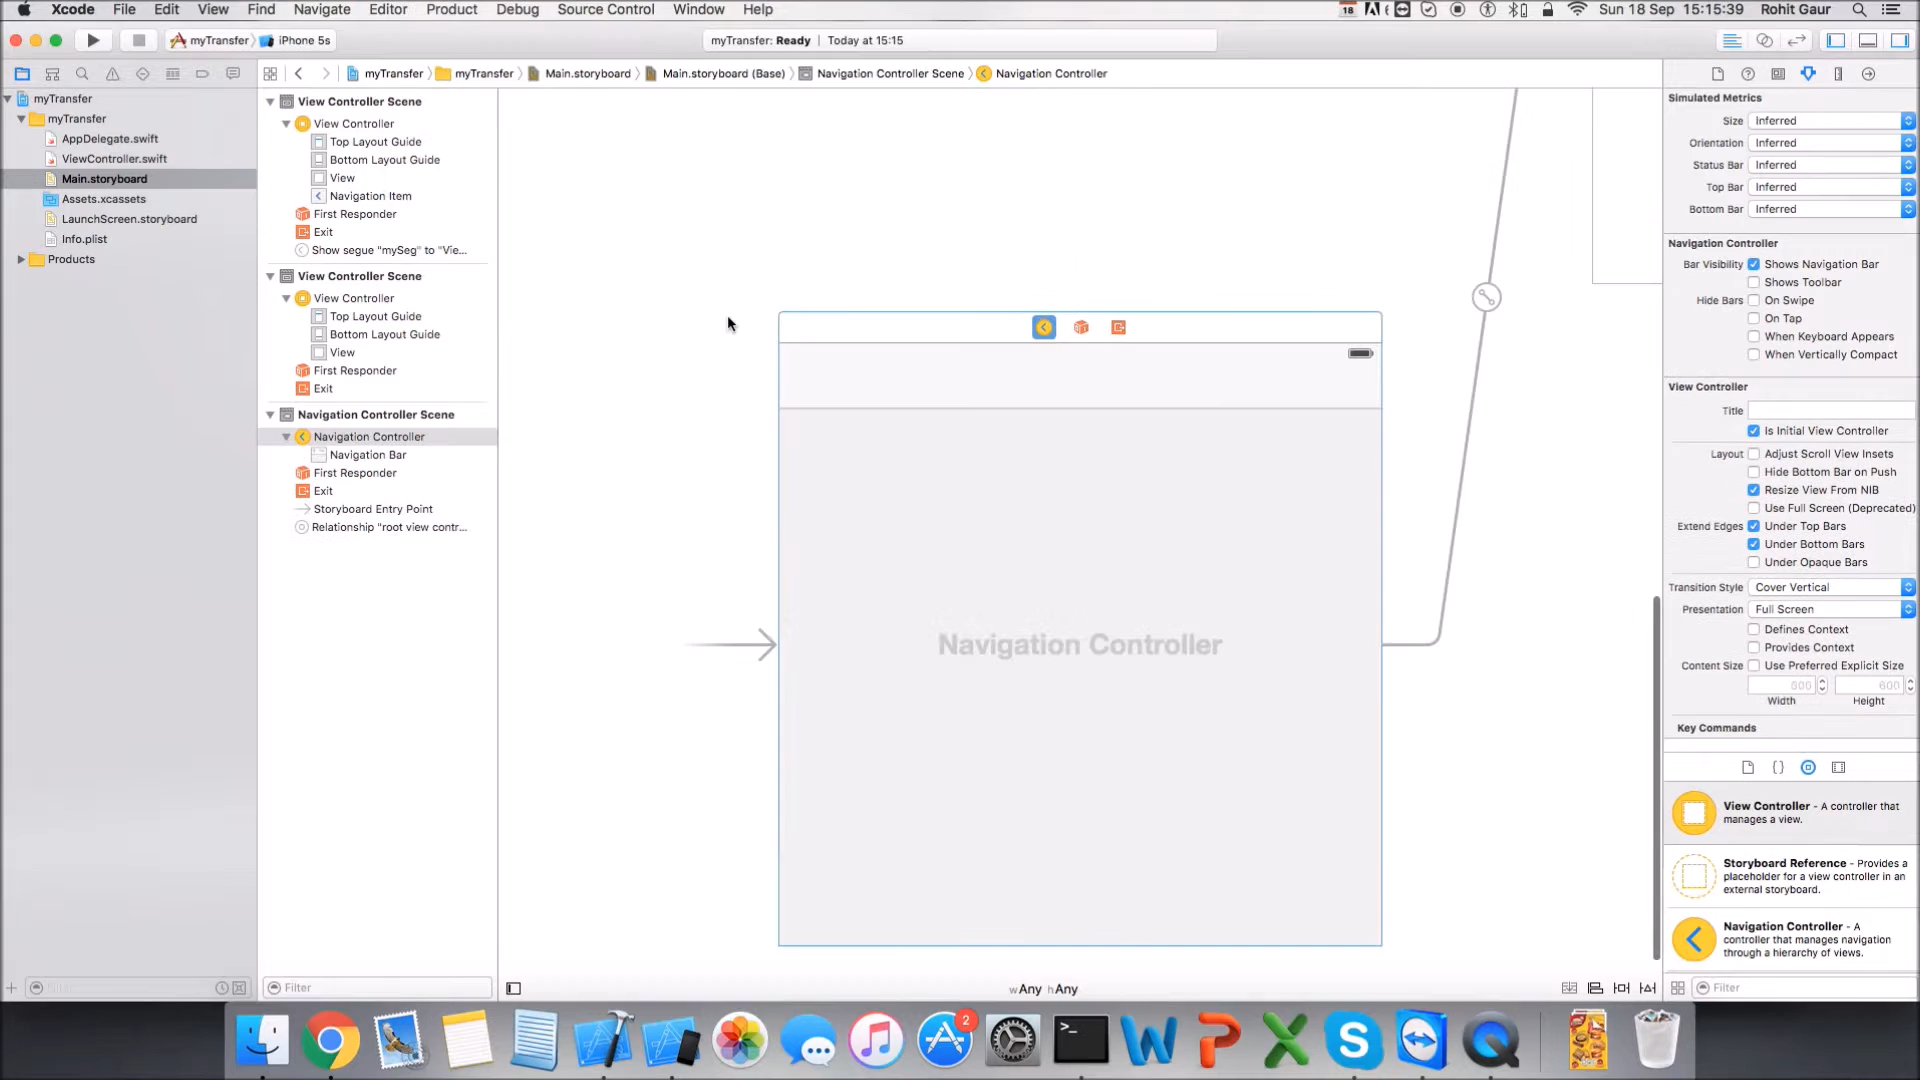 Xcode File Edit View Find Navigate Editor Product Debug Source Control Window Help
18
Sun 18 Sep 15:15:39 Rohit Gaur
myTransfer iPhone 5s
myTransfer: Ready | Today at 15:15
myTransfer
myTransfer
AppDelegate.swift
ViewController.swift
Main.storyboard
Assets.xcassets
LaunchScreen.storyboard
Info.plist
Products
myTransfer myTransfer Main.storyboard Main.storyboard (Base) Navigation Controller Scene Navigation Controller
View Controller Scene
View Controller
Top Layout Guide
Bottom Layout Guide
View
Navigation Item
First Responder
Exit
Show segue "mySeg" to "Vie...
View Controller Scene
View Controller
Top Layout Guide
Bottom Layout Guide
View
First Responder
Exit
Navigation Controller Scene
Navigation Controller
Navigation Bar
First Responder
Exit
Storyboard Entry Point
Relationship "root view contr...
Filter
Navigation Controller
wAny hAny
Simulated Metrics
Size Inferred
Orientation Inferred
Status Bar Inferred
Top Bar Inferred
Bottom Bar Inferred
Navigation Controller
Bar Visibility Shows Navigation Bar
Shows Toolbar
Hide Bars On Swipe
On Tap
When Keyboard Appears
When Vertically Compact
View Controller
Title
Is Initial View Controller
Layout Adjust Scroll View Insets
Hide Bottom Bar on Push
Resize View From NIB
Use Full Screen (Deprecated)
Extend Edges Under Top Bars
Under Bottom Bars
Under Opaque Bars
Transition Style Cover Vertical
Presentation Full Screen
Defines Context
Provides Context
Content Size Use Preferred Explicit Size
600 600
Width Height
Key Commands
View Controller - A controller that
manages a view.
Storyboard Reference - Provides a
placeholder for a view controller in an
external storyboard.
Navigation Controller - A
controller that manages navigation
through a hierarchy of views.
Filter
2